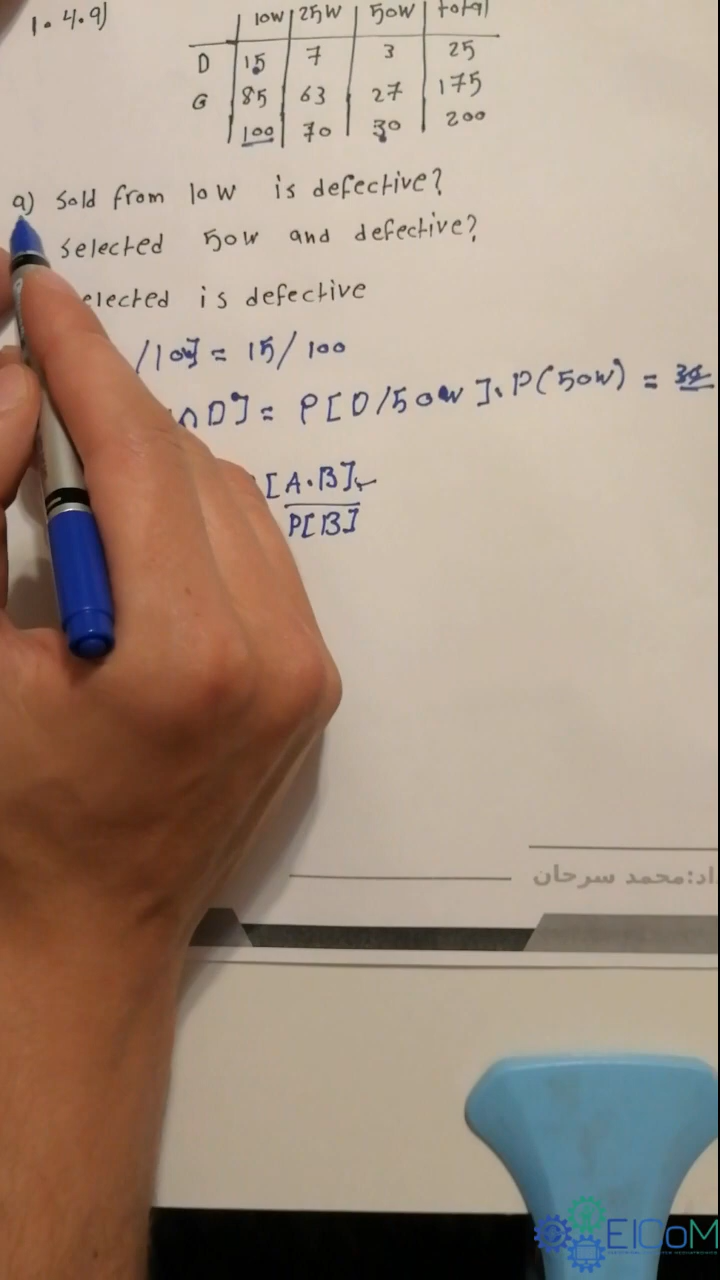 1.4.9)
10W 25W 50W total
D 15 7 3 25
G 85 63 27 175
100 70 30 200
a) Sold from 10W is defective?
selected 50W and defective?
elected is defective
/10W] = 15/100
∩D] = P[D/50W].P(50W) =
[A.B]
P[B]
داد:محمد سرحان
EICoM